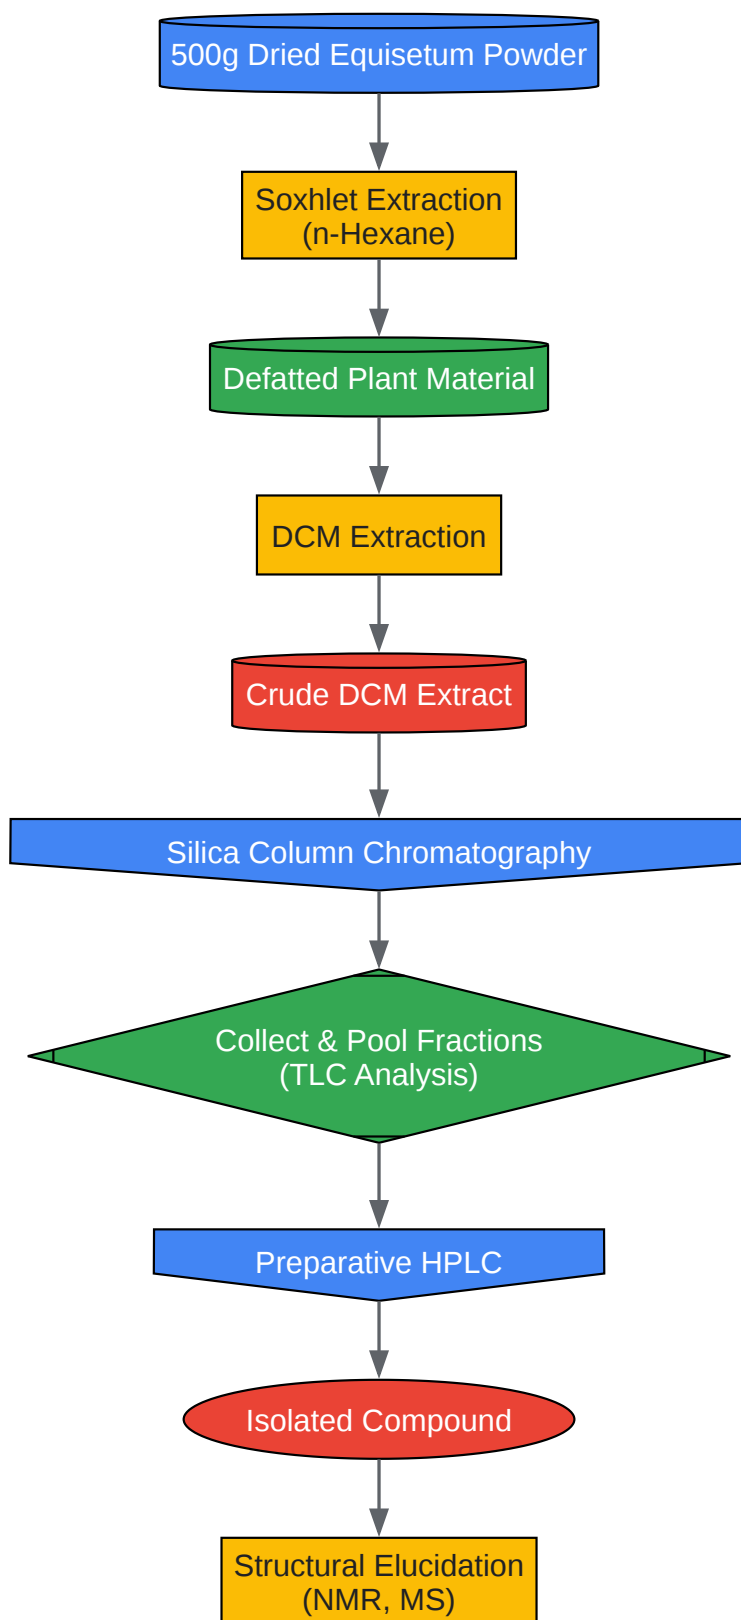 500g Dried Equisetum Powder
Soxhlet Extraction
(n-Hexane)
Defatted Plant Material
DCM Extraction
Crude DCM Extract
Silica Column Chromatography
Collect & Pool Fractions
(TLC Analysis)
Preparative HPLC
Isolated Compound
Structural Elucidation
(NMR, MS)